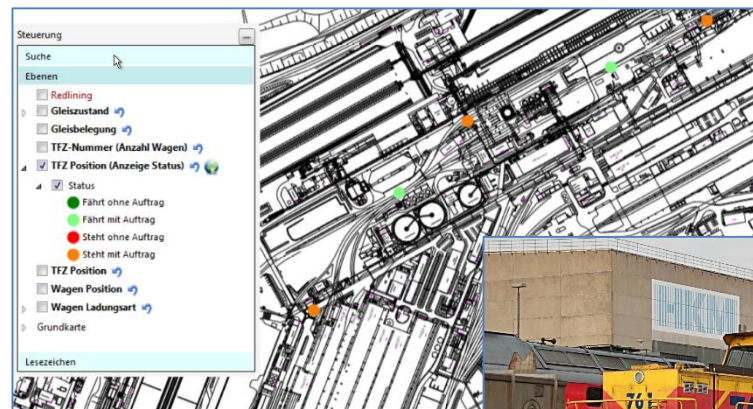 Steuerung
Suche
Ebenen
Redlining
Gleiszustand
Gleisbelegung
TFZ-Nummer (Anzahl Wagen)
TFZ Position (Anzeige Status)
Status
Fährt ohne Auftrag
Fährt mit Auftrag
Steht ohne Auftrag
Steht mit Auftrag
TFZ Position
Wagen Position
Wagen Ladungsart
Grundkarte
Lesezeichen
HKM
761